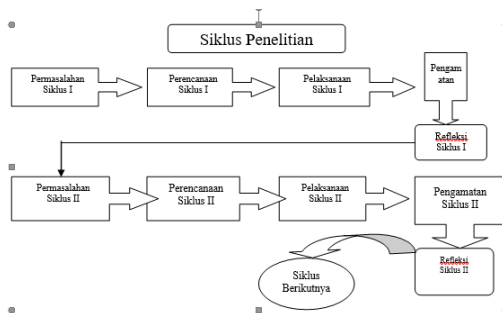 Siklus Penelitian
Permasalahan
Siklus I
Perencanaan
Siklus I
Pelaksanaan
Siklus I
Pengam
atan
Refleksi
Siklus I
Permasalahan
Siklus II
Perencanaan
Siklus II
Pelaksanaan
Siklus II
Pengamatan
Siklus II
Refleksi
Siklus II
Siklus
Berikutnya